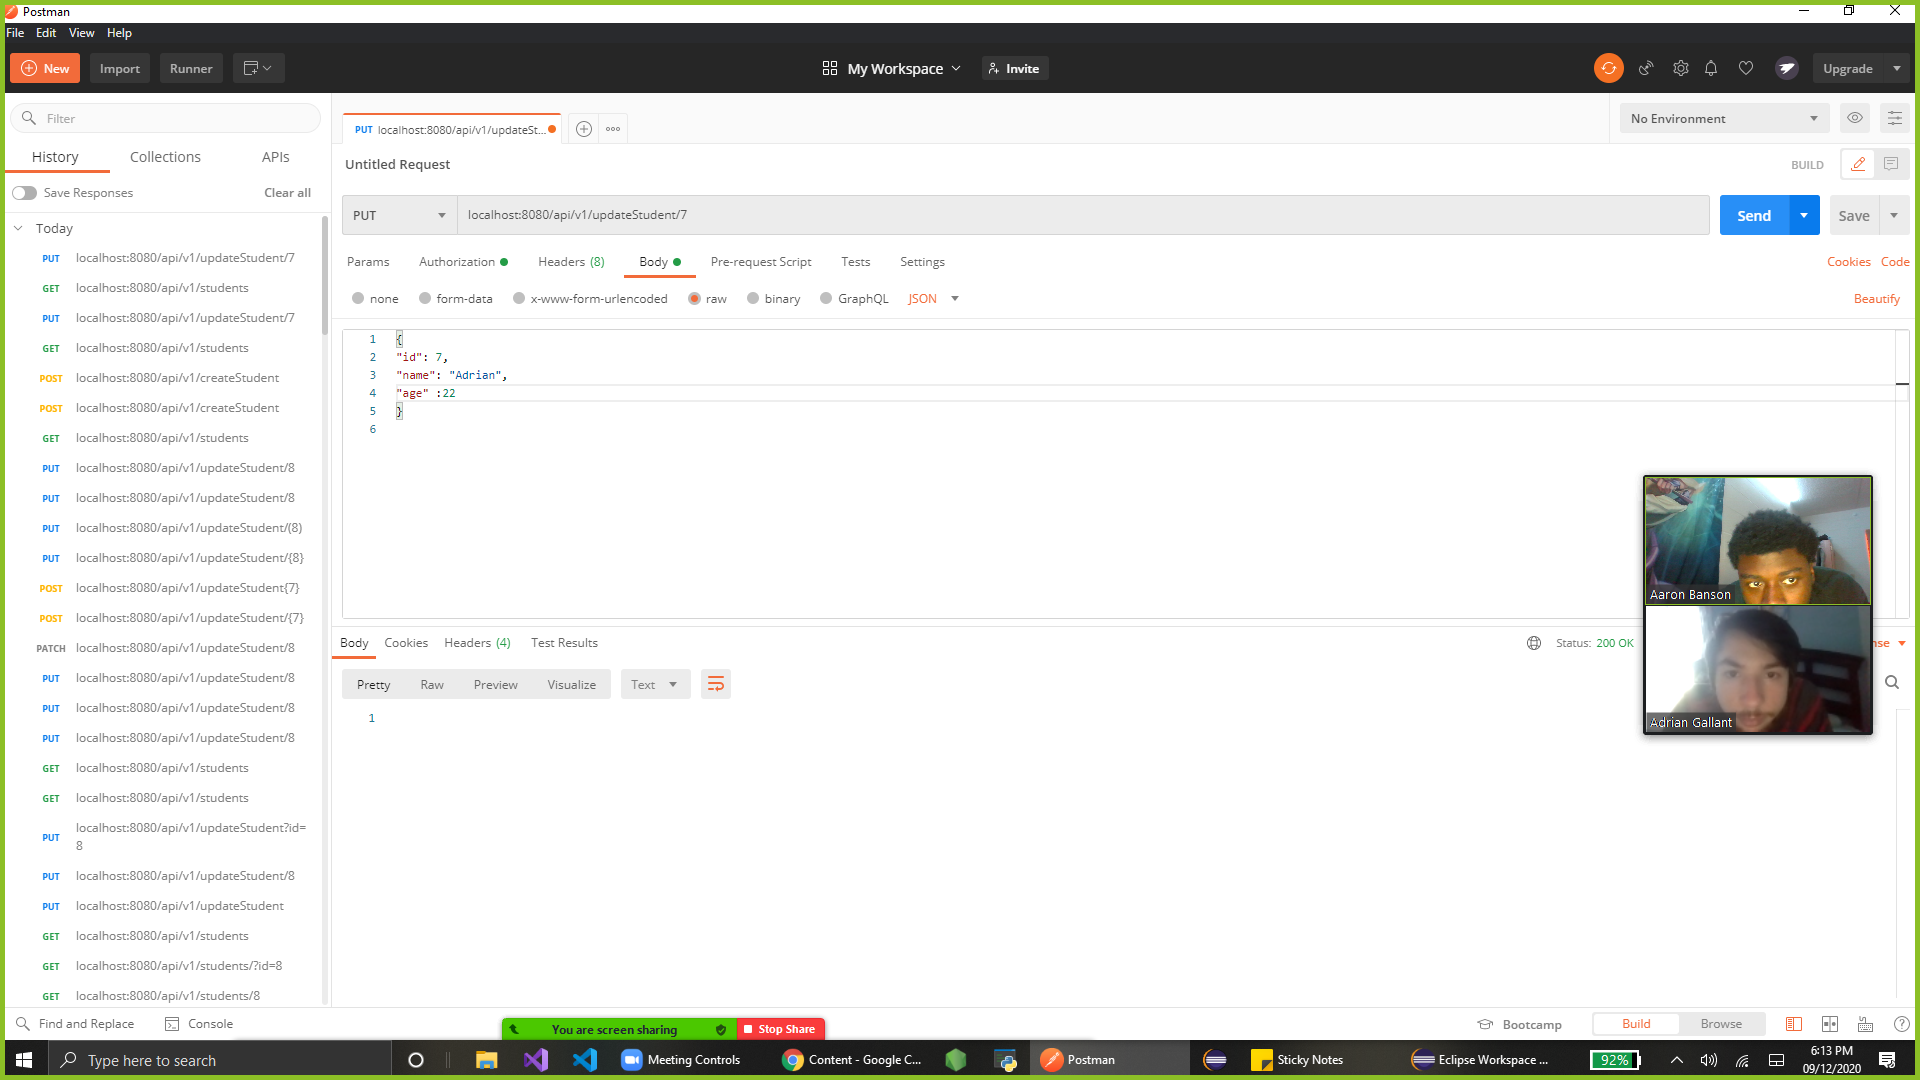 Postman
File Edit View Help
New Import Runner
My Workspace Invite
Upgrade
Filter
History Collections APIs
Save Responses Clear all
Today
PUT localhost:8080/api/v1/updateStudent/7
GET localhost:8080/api/v1/students
PUT localhost:8080/api/v1/updateStudent/7
GET localhost:8080/api/v1/students
POST localhost:8080/api/v1/createStudent
POST localhost:8080/api/v1/createStudent
GET localhost:8080/api/v1/students
PUT localhost:8080/api/v1/updateStudent/8
PUT localhost:8080/api/v1/updateStudent/8
PUT localhost:8080/api/v1/updateStudent/(8)
PUT localhost:8080/api/v1/updateStudent/{8}
POST localhost:8080/api/v1/updateStudent{7}
POST localhost:8080/api/v1/updateStudent/{7}
PATCH localhost:8080/api/v1/updateStudent/8
PUT localhost:8080/api/v1/updateStudent/8
PUT localhost:8080/api/v1/updateStudent/8
PUT localhost:8080/api/v1/updateStudent/8
GET localhost:8080/api/v1/students
GET localhost:8080/api/v1/students
PUT localhost:8080/api/v1/updateStudent?id=
8
PUT localhost:8080/api/v1/updateStudent/8
PUT localhost:8080/api/v1/updateStudent
GET localhost:8080/api/v1/students
GET localhost:8080/api/v1/students/?id=8
GET localhost:8080/api/v1/students/8
PUT localhost:8080/api/v1/updateSt...
No Environment
Untitled Request
BUILD
PUT localhost:8080/api/v1/updateStudent/7
Send Save
Params Authorization Headers (8) Body Pre-request Script Tests Settings
Cookies Code
none form-data x-www-form-urlencoded raw binary GraphQL JSON
Beautify
1 {
2 "id": 7,
3 "name": "Adrian",
4 "age" :22
5 }
6
Aaron Banson
Adrian Gallant
Body Cookies Headers (4) Test Results
Status: 200 OK
nse
Pretty Raw Preview Visualize Text
1
Find and Replace Console
You are screen sharing Stop Share
Bootcamp Build Browse
Type here to search
Meeting Controls
Content - Google C...
Postman
Sticky Notes
Eclipse Workspace ...
92%
6:13 PM
09/12/2020